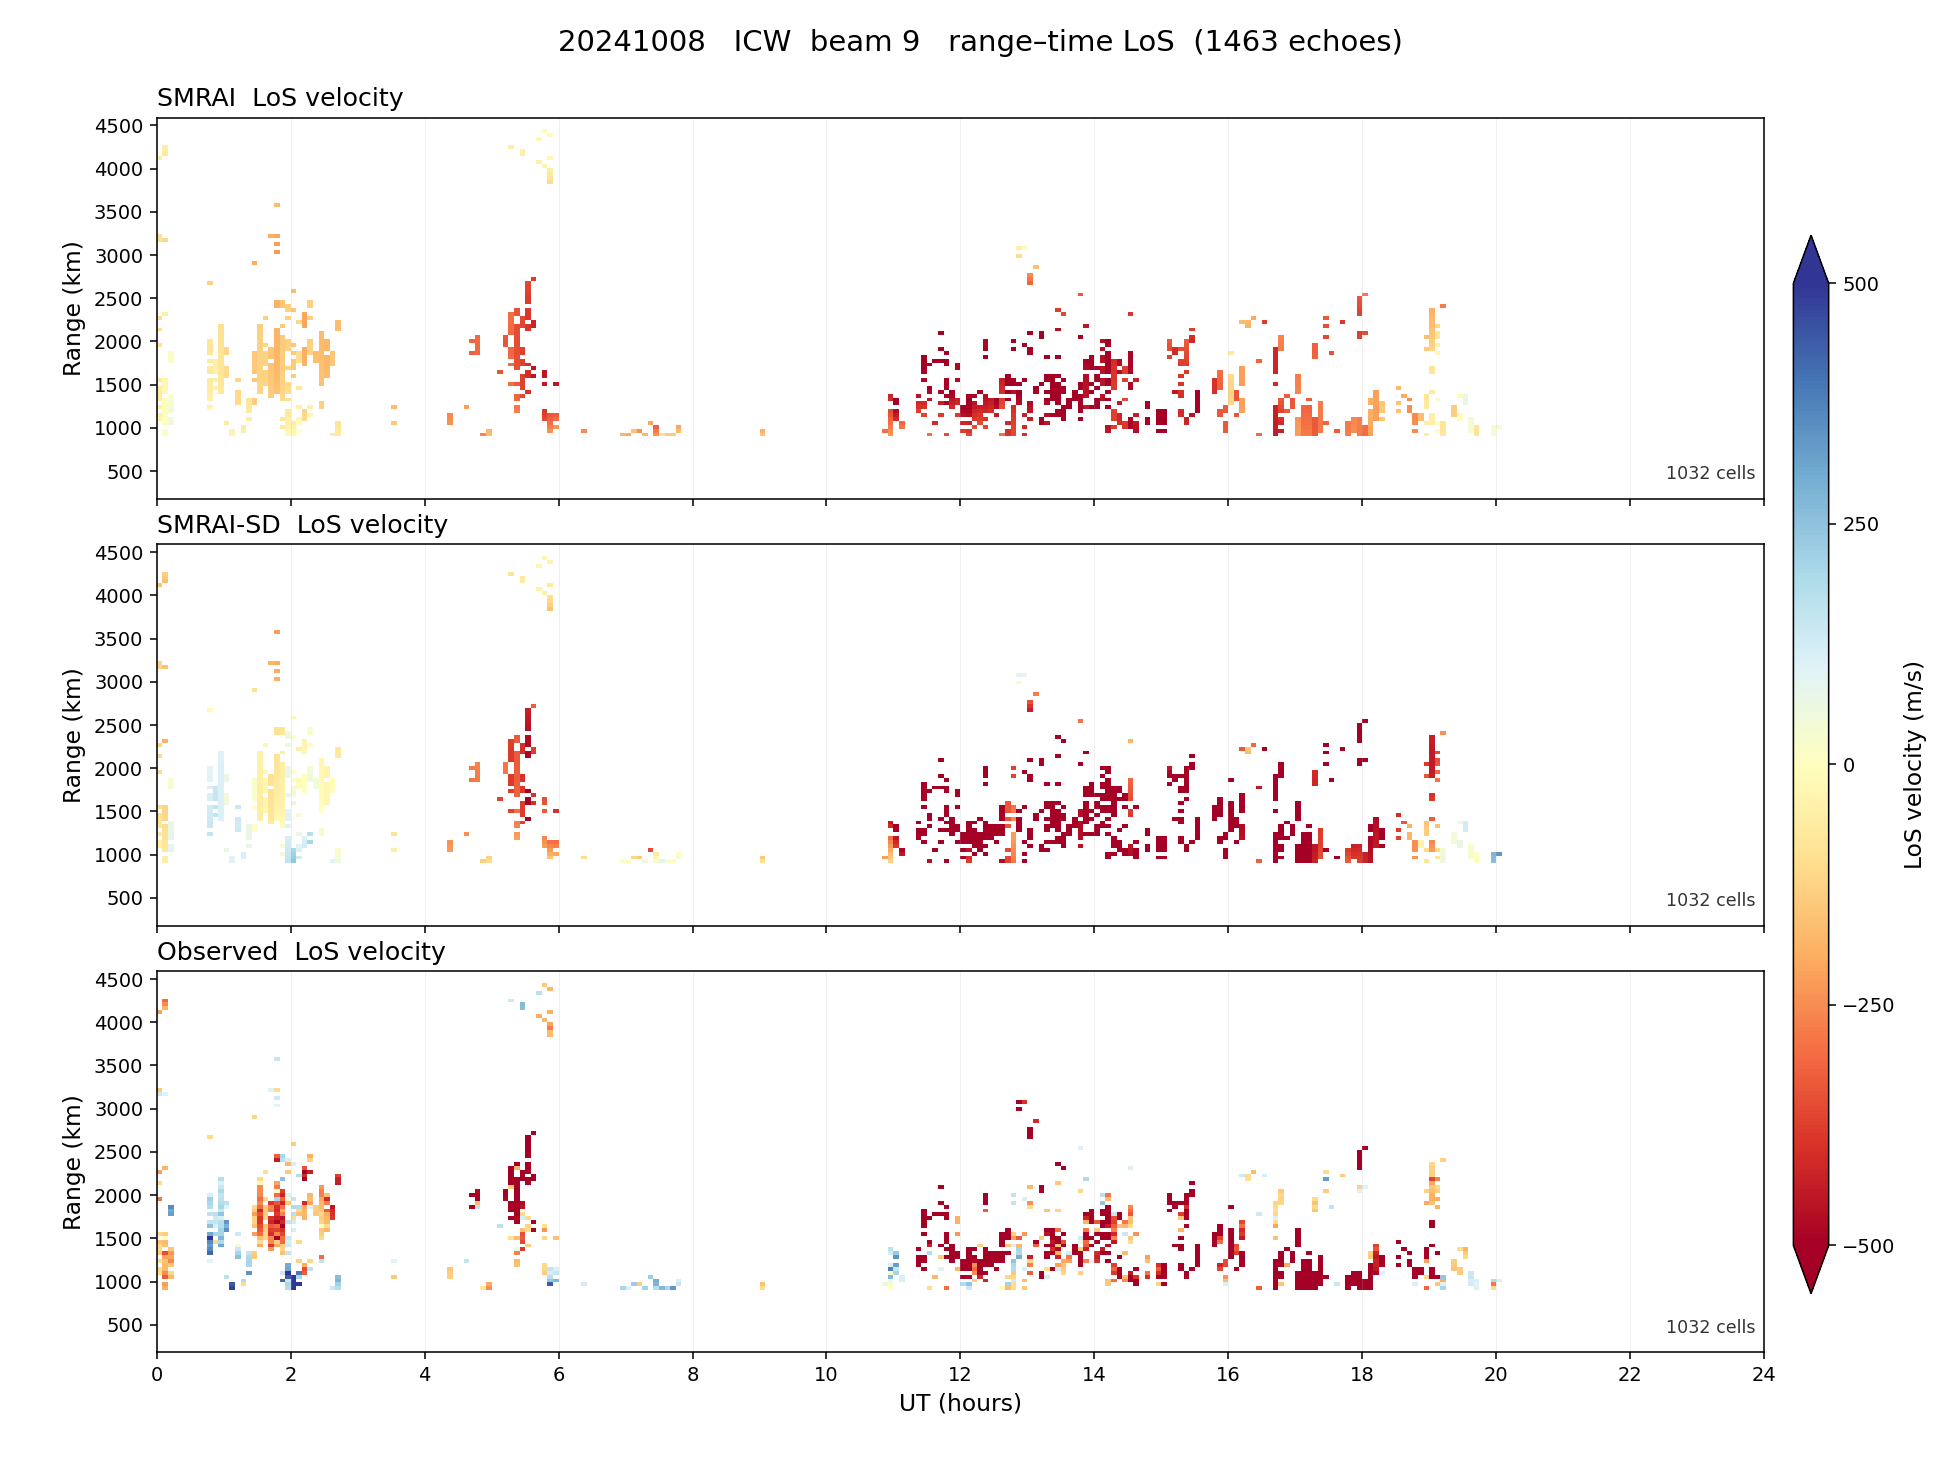 20241008   ICW  beam 9   range–time LoS  (1463 echoes)
SMRAI  LoS velocity
4500
4000
3500
3000
2500
2000
1500
1000
500
Range (km)
1032 cells
SMRAI-SD  LoS velocity
4500
4000
3500
3000
2500
2000
1500
1000
500
Range (km)
1032 cells
Observed  LoS velocity
4500
4000
3500
3000
2500
2000
1500
1000
500
Range (km)
1032 cells
0 2 4 6 8 10 12 14 16 18 20 22 24
UT (hours)
500
250
0
−250
−500
LoS velocity (m/s)